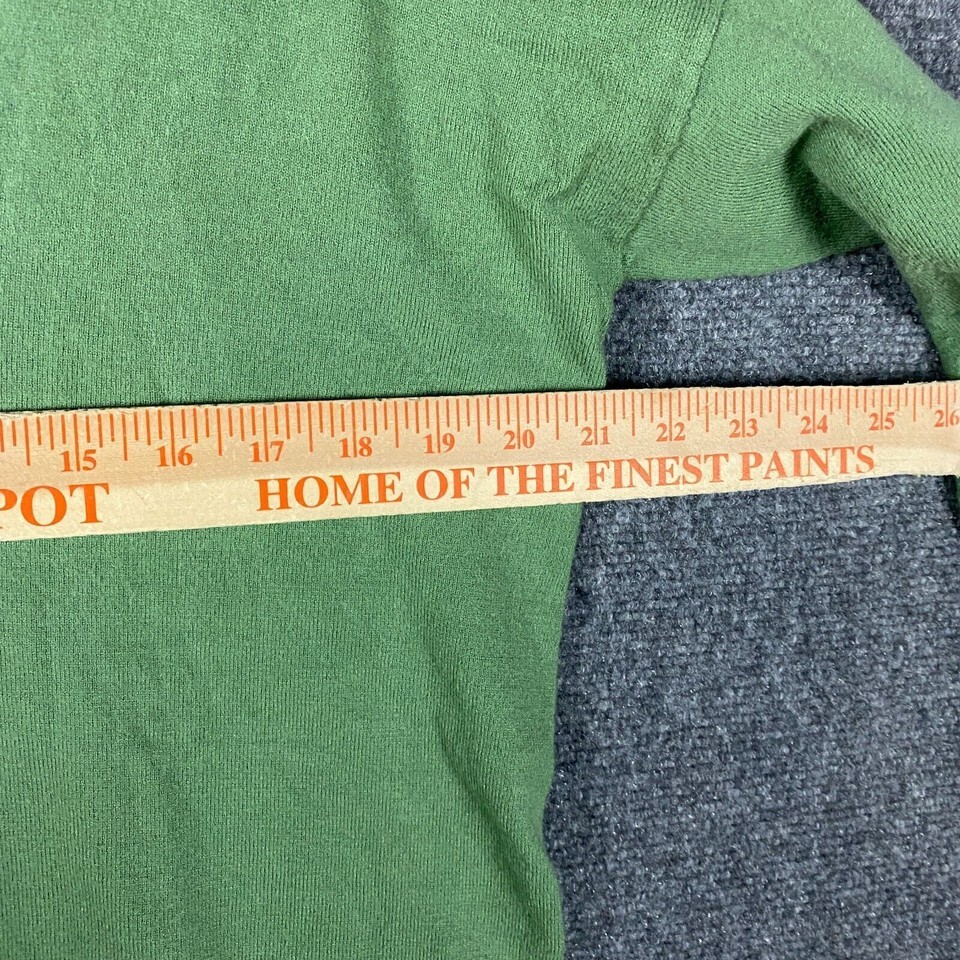 15 16 17 18 19 20 21 22 23 24 25 26
POT HOME OF THE FINEST PAINTS